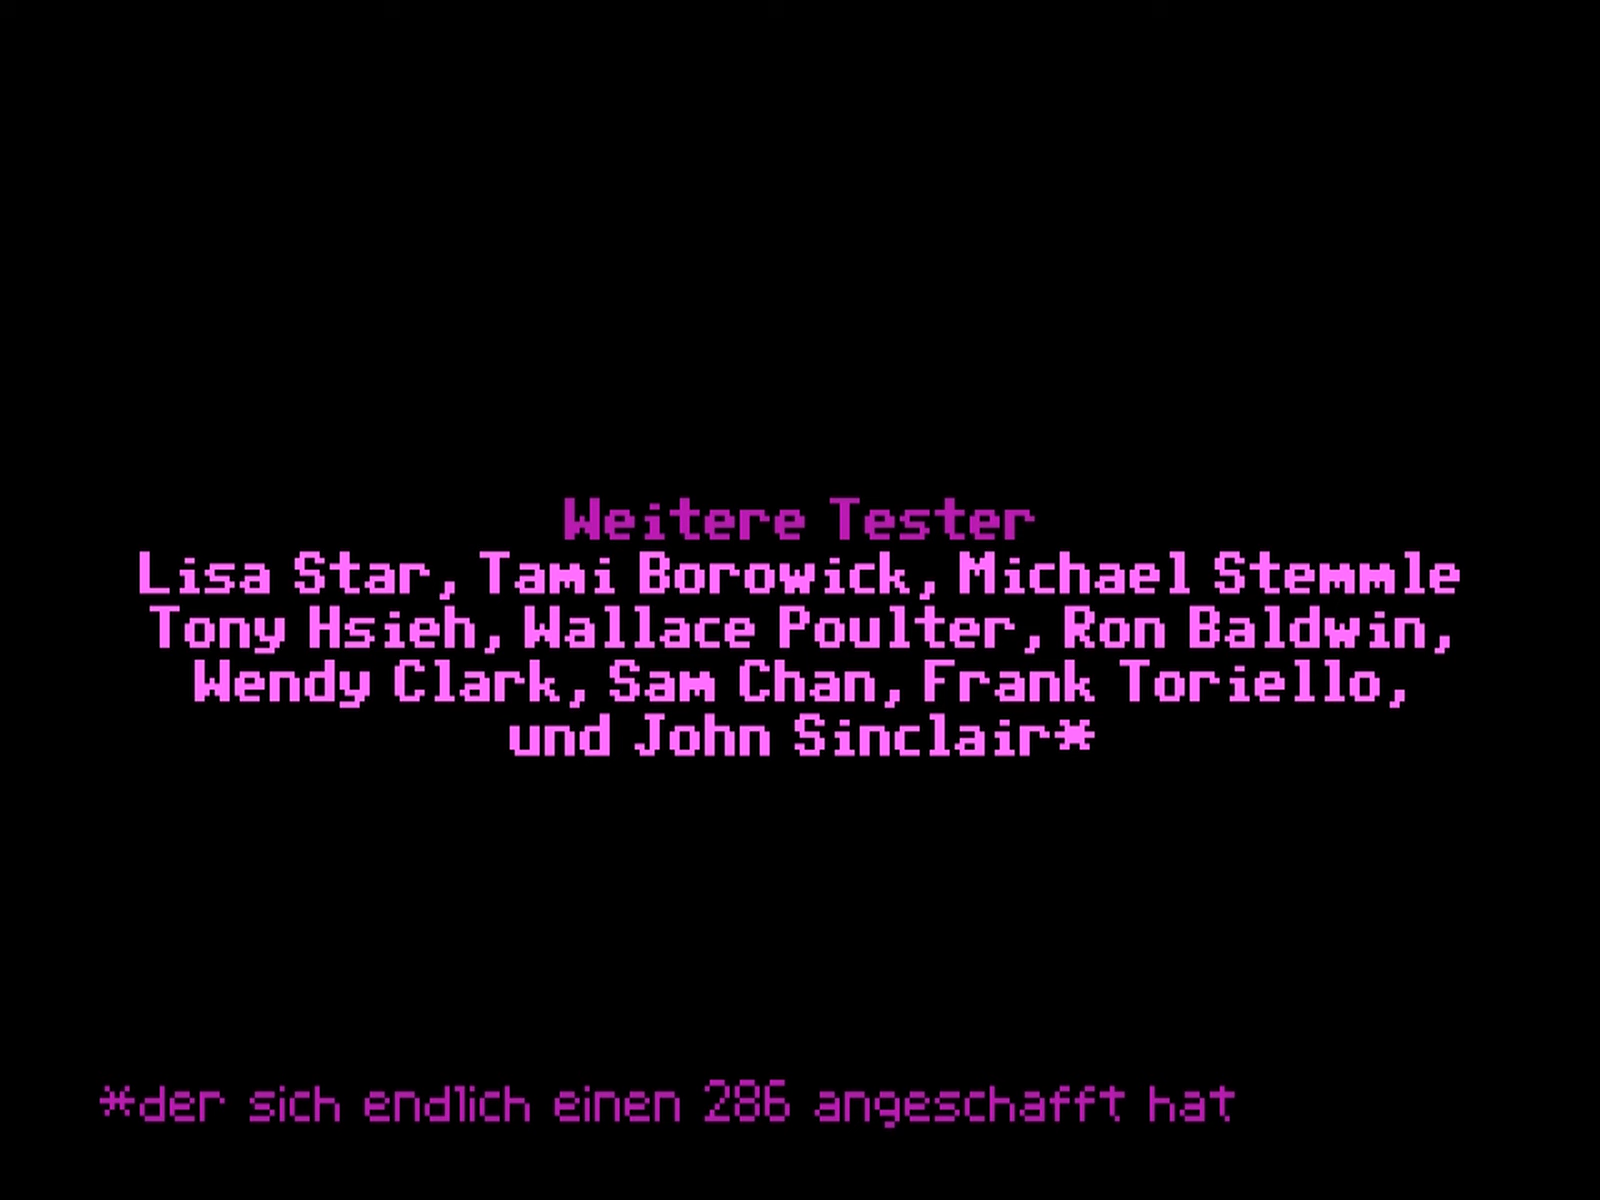 Weitere Tester
Lisa Star, Tami Borowick, Michael Stemmle
Tony Hsieh, Wallace Poulter, Ron Baldwin,
Wendy Clark, Sam Chan, Frank Toriello,
und John Sinclair*
*der sich endlich einen 286 angeschafft hat